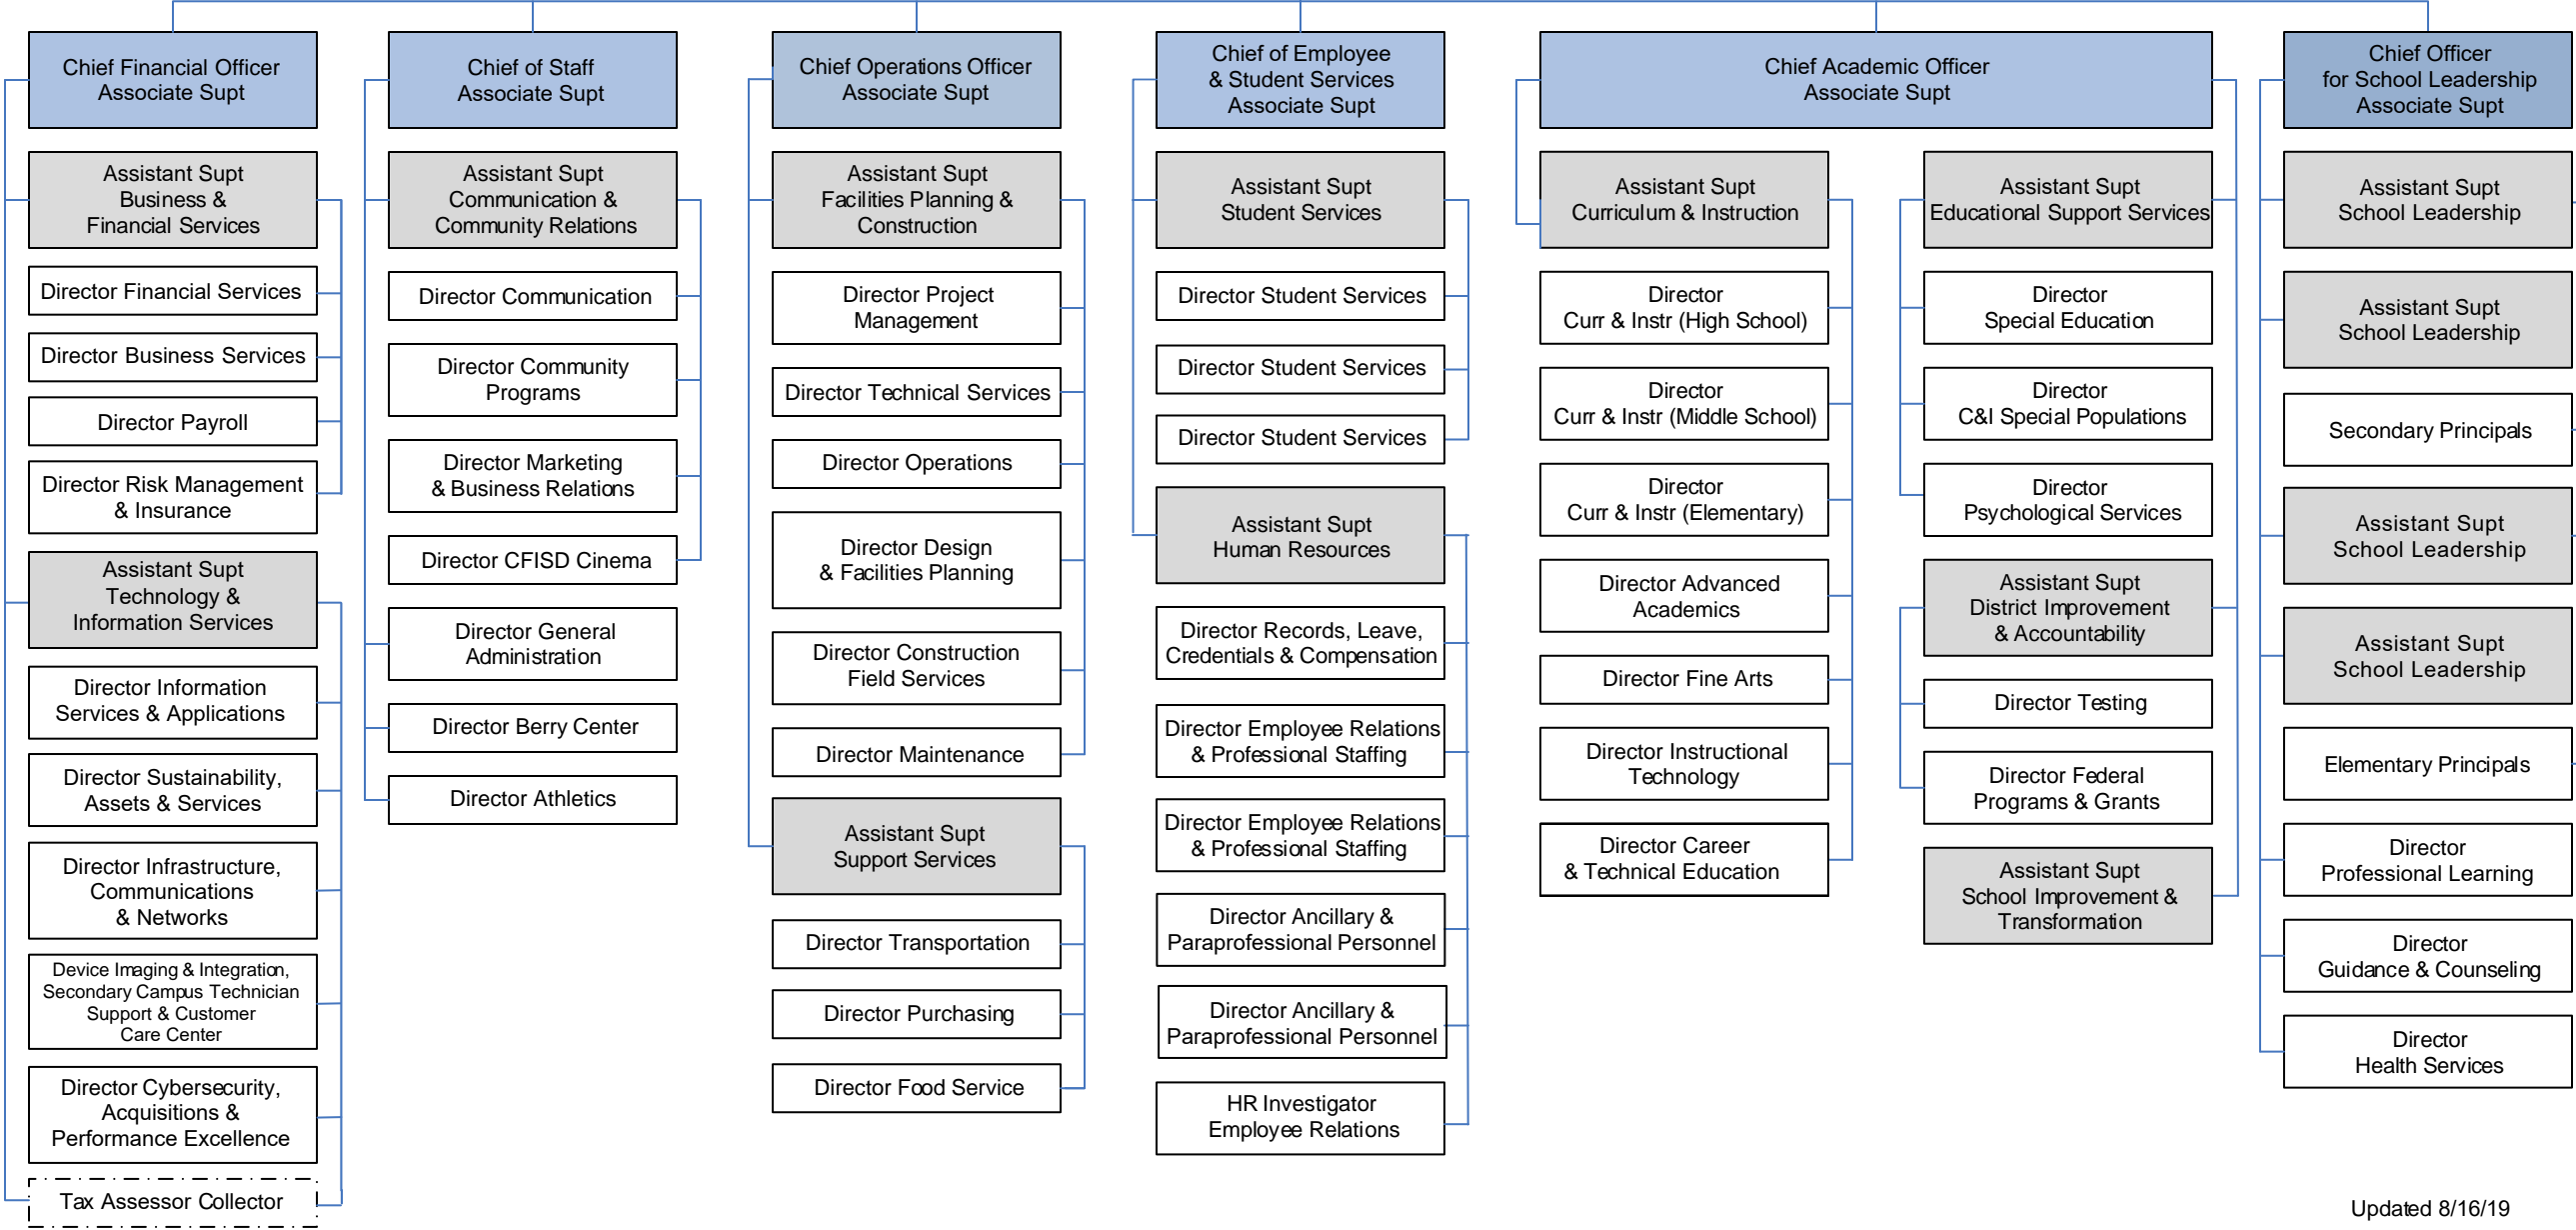 Chief Financial Officer
Associate Supt
Assistant Supt
Business &
Financial Services
Director Financial Services
Director Business Services
Director Payroll
Director Risk Management
& Insurance
Assistant Supt
Technology &
Information Services
Director Information
Services & Applications
Director Sustainability,
Assets & Services
Director Infrastructure,
Communications
& Networks
Device Imaging & Integration,
Secondary Campus Technician
Support & Customer
Care Center
Director Cybersecurity,
Acquisitions &
Performance Excellence
Tax Assessor Collector
Chief of Staff
Associate Supt
Assistant Supt
Communication &
Community Relations
Director Communication
Director Community
Programs
Director Marketing
& Business Relations
Director CFISD Cinema
Director General
Administration
Director Berry Center
Director Athletics
Chief Operations Officer
Associate Supt
Assistant Supt
Facilities Planning &
Construction
Director Project
Management
Director Technical Services
Director Operations
Director Design
& Facilities Planning
Director Construction
Field Services
Director Maintenance
Assistant Supt
Support Services
Director Transportation
Director Purchasing
Director Food Service
Chief of Employee
& Student Services
Associate Supt
Assistant Supt
Student Services
Director Student Services
Director Student Services
Director Student Services
Assistant Supt
Human Resources
Director Records, Leave,
Credentials & Compensation
Director Employee Relations
& Professional Staffing
Director Employee Relations
& Professional Staffing
Director Ancillary &
Paraprofessional Personnel
Director Ancillary &
Paraprofessional Personnel
HR Investigator
Employee Relations
Chief Academic Officer
Associate Supt
Assistant Supt
Curriculum & Instruction
Director
Curr & Instr (High School)
Director
Curr & Instr (Middle School)
Director
Curr & Instr (Elementary)
Director Advanced
Academics
Director Fine Arts
Director Instructional
Technology
Director Career
& Technical Education
Assistant Supt
Educational Support Services
Director
Special Education
Director
C&I Special Populations
Director
Psychological Services
Assistant Supt
District Improvement
& Accountability
Director Testing
Director Federal
Programs & Grants
Assistant Supt
School Improvement &
Transformation
Chief Officer
for School Leadership
Associate Supt
Assistant Supt
School Leadership
Assistant Supt
School Leadership
Secondary Principals
Assistant Supt
School Leadership
Assistant Supt
School Leadership
Elementary Principals
Director
Professional Learning
Director
Guidance & Counseling
Director
Health Services
Updated 8/16/19